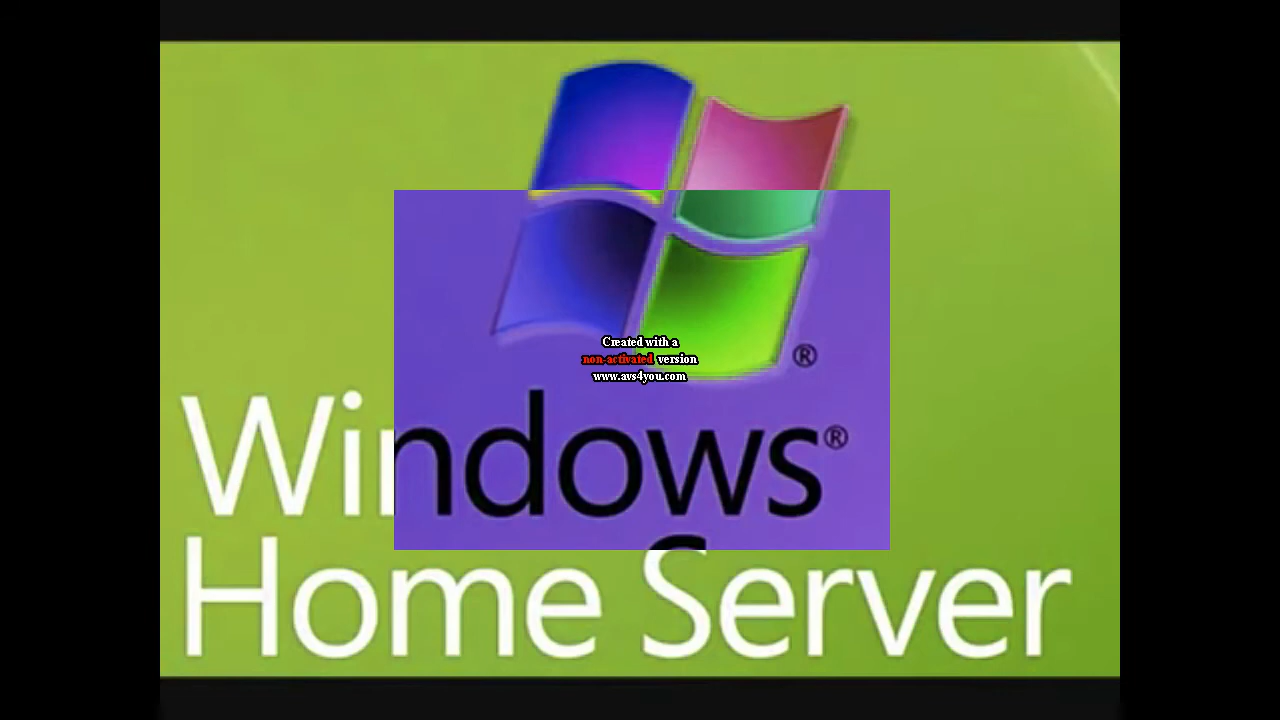 ®
Created with a
non-activated version
www.avs4you.com
Windows®
Home Server